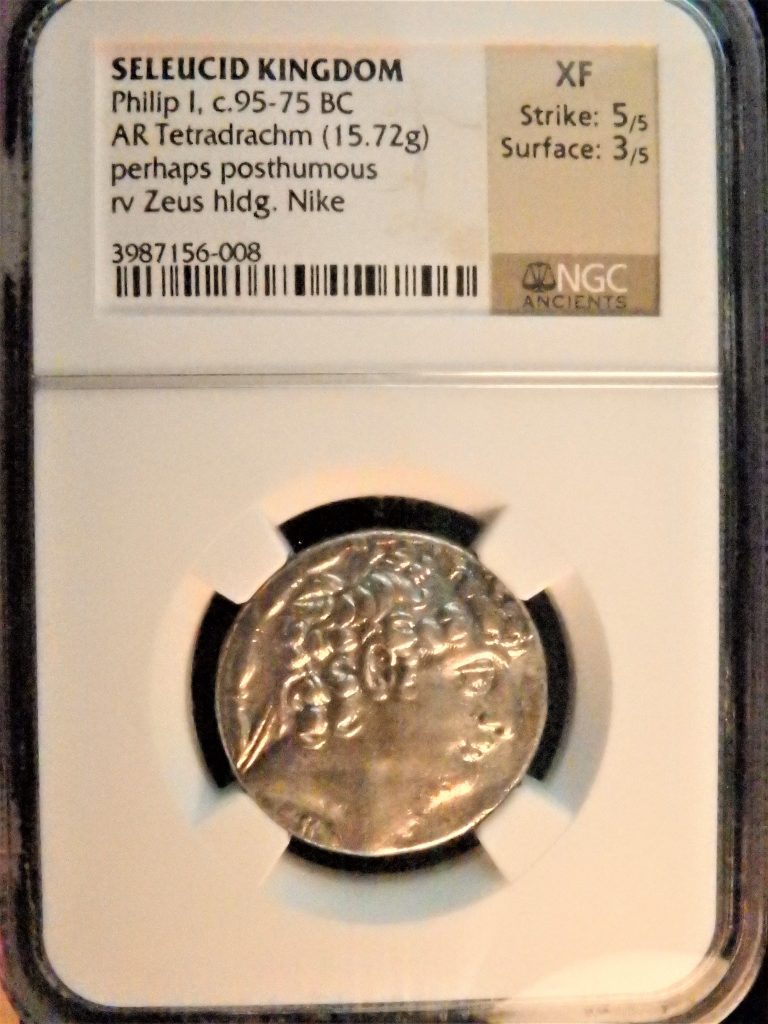 SELEUCID KINGDOM
Philip I, c.95-75 BC
AR Tetradrachm (15.72g)
perhaps posthumous
rv Zeus hldg. Nike
3987156-008
XF
Strike: 5/5
Surface: 3/5
NGC
ANCIENTS